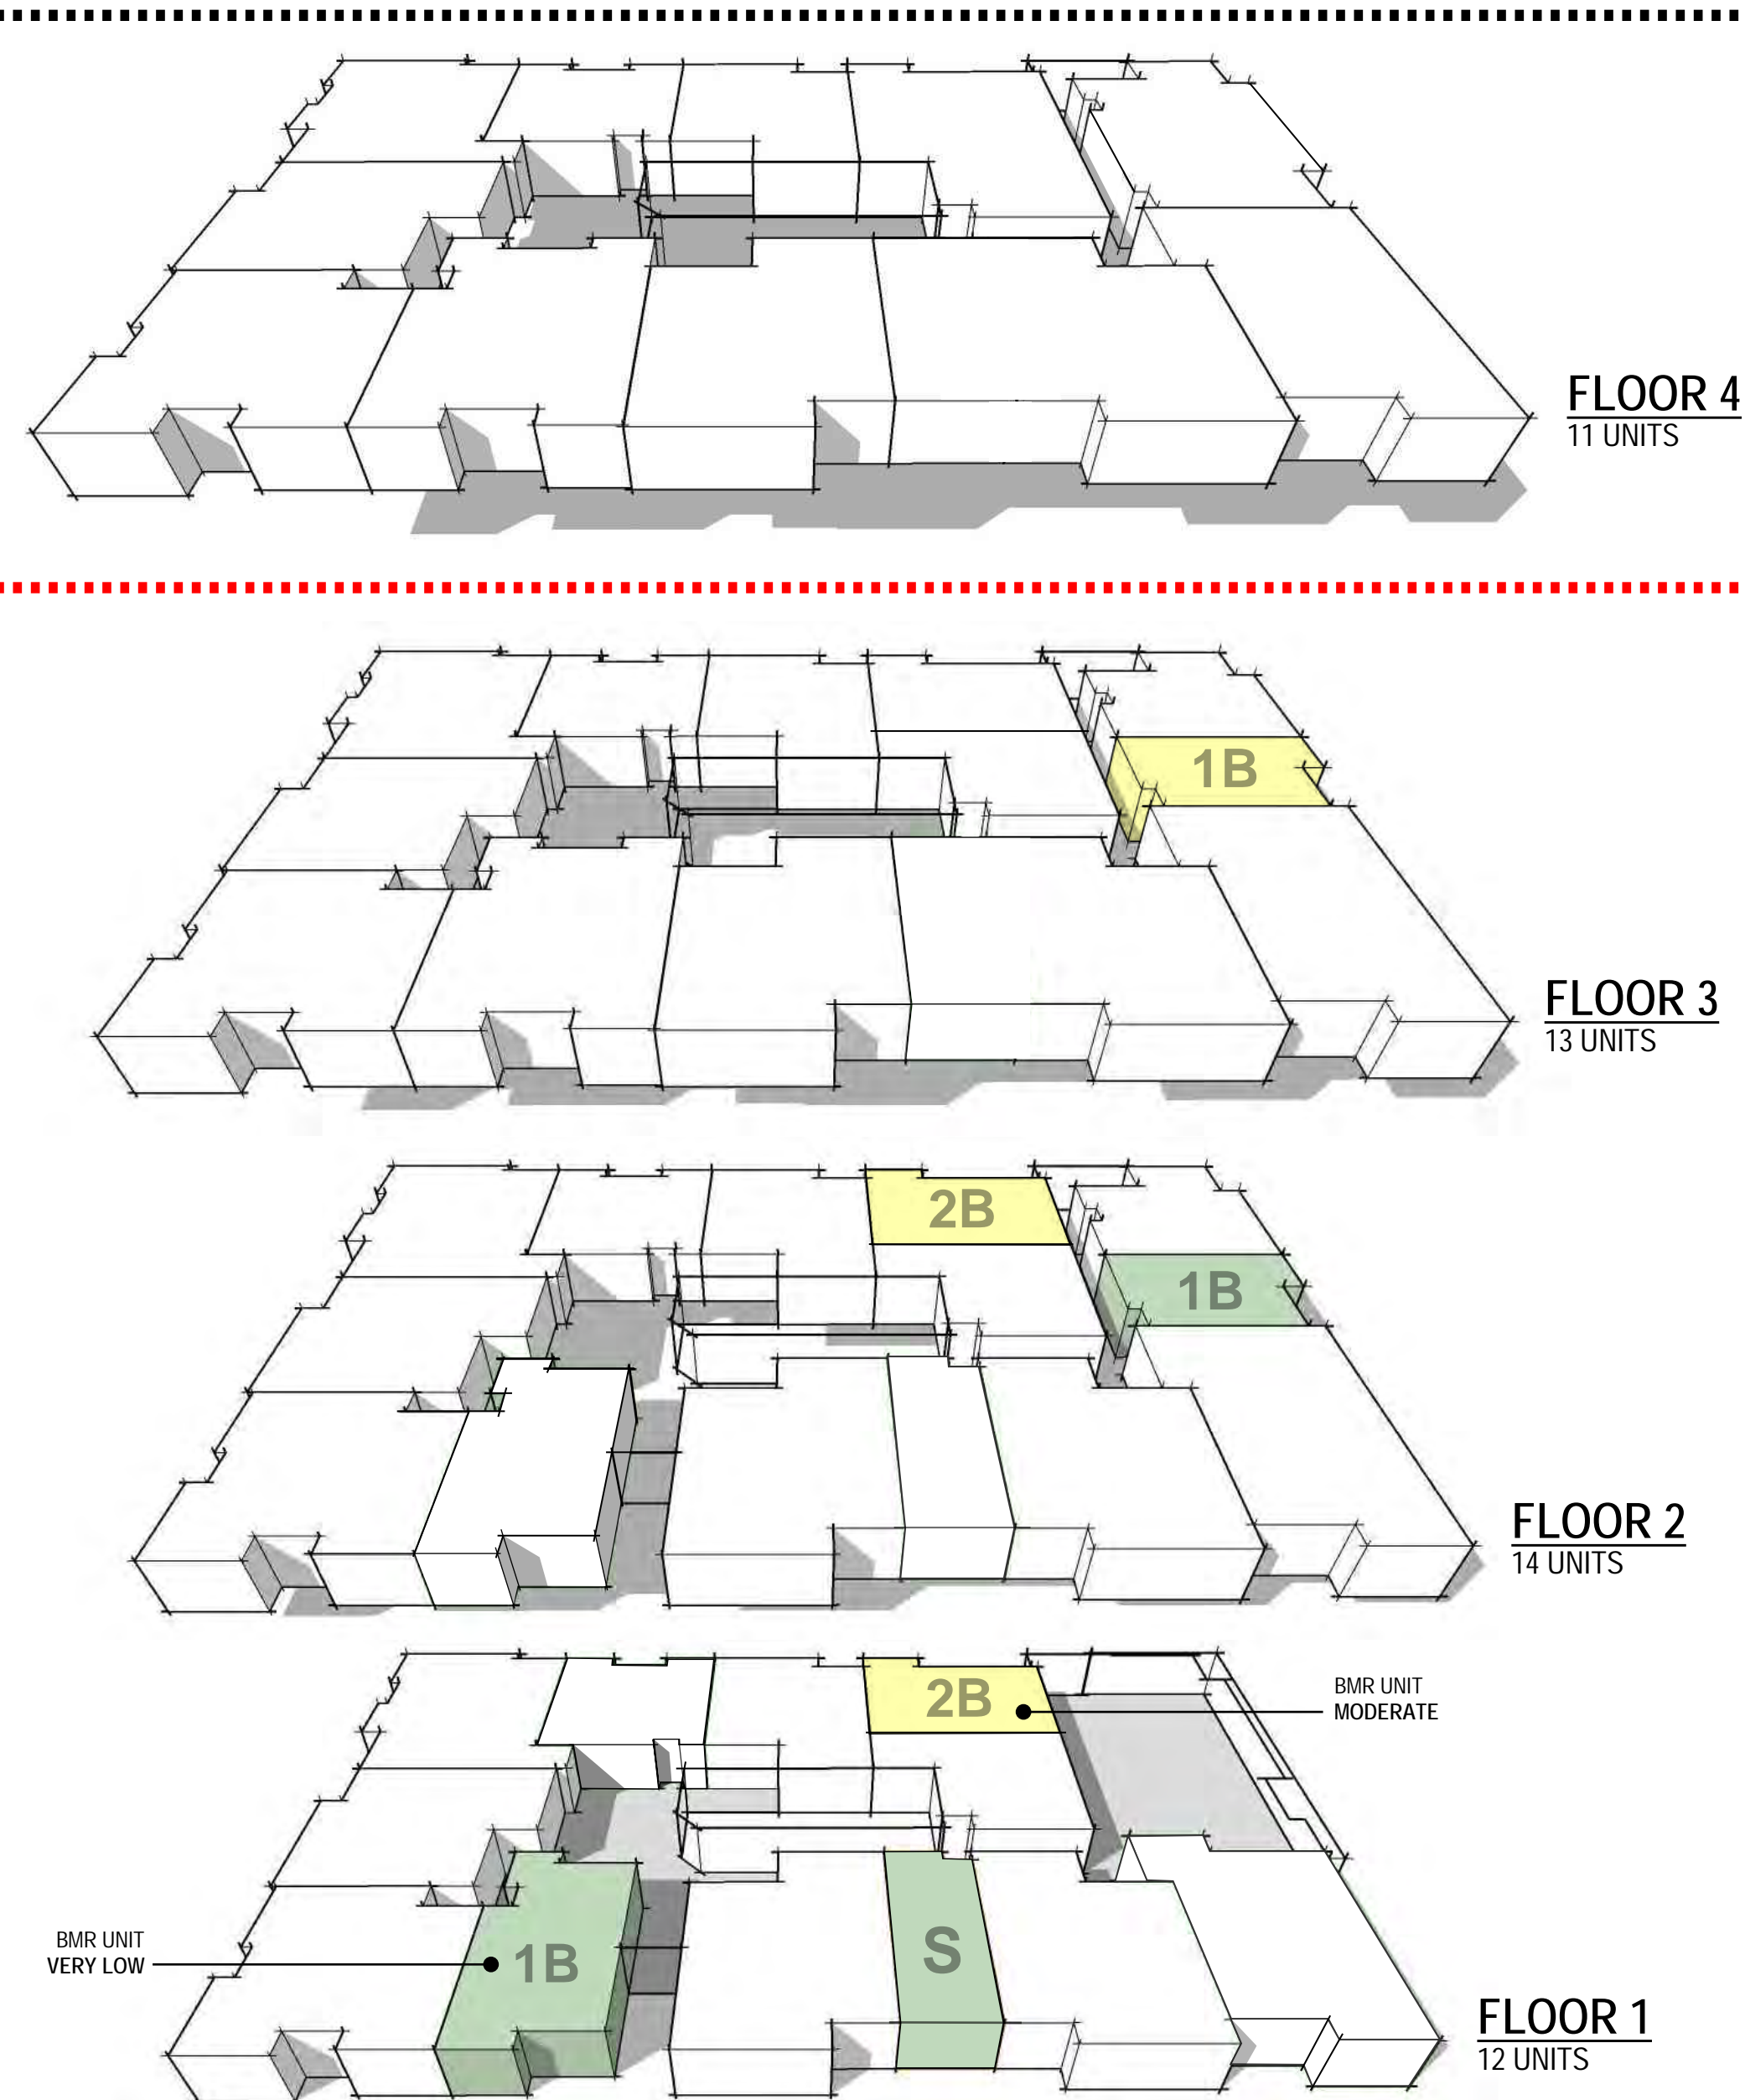 FLOOR 4
11 UNITS
1B
FLOOR 3
13 UNITS
2B
1B
FLOOR 2
14 UNITS
2B
BMR UNIT
MODERATE
BMR UNIT
VERY LOW
1B
S
FLOOR 1
12 UNITS